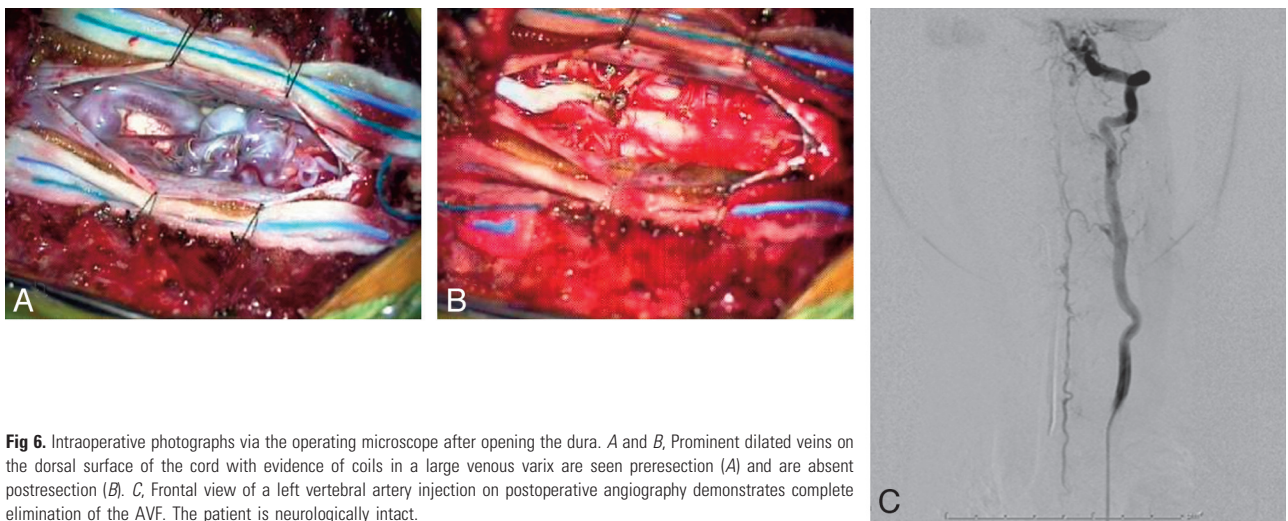 A
B
C
Fig 6. Intraoperative photographs via the operating microscope after opening the dura. A and B, Prominent dilated veins on
the dorsal surface of the cord with evidence of coils in a large venous varix are seen preresection (A) and are absent
postresection (B). C, Frontal view of a left vertebral artery injection on postoperative angiography demonstrates complete
elimination of the AVF. The patient is neurologically intact.